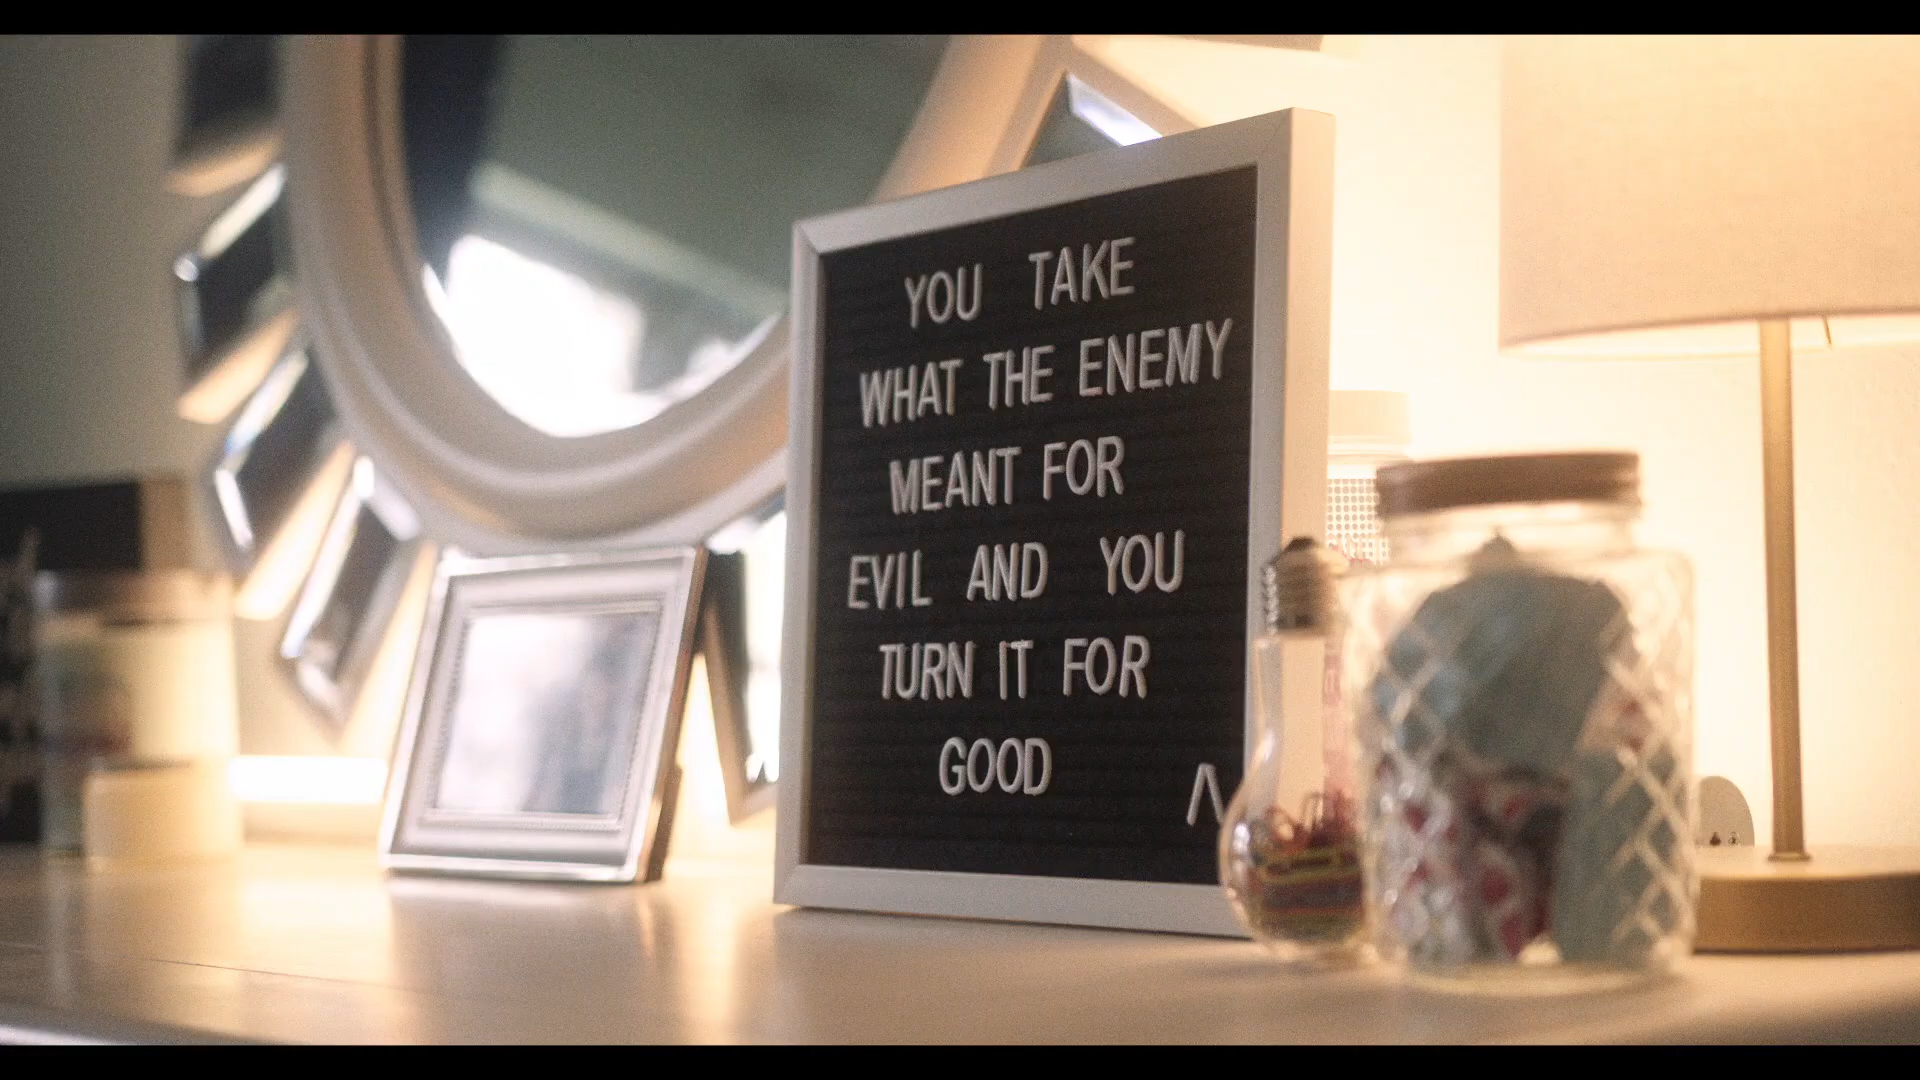 YOU TAKE
WHAT THE ENEMY
MEANT FOR
EVIL AND YOU
TURN IT FOR
GOOD